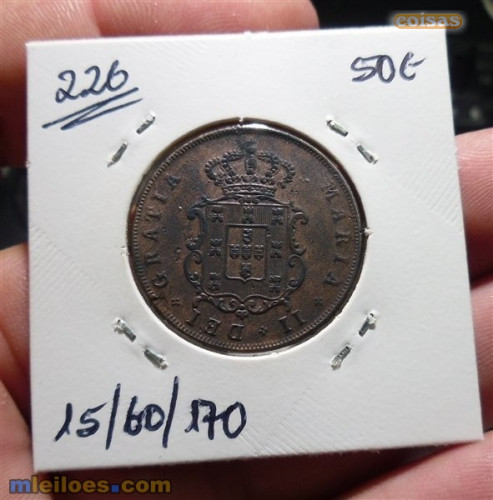 coisas
226 50€
MARIA II DEI GRATIA
15/60/170
mleiloes.com